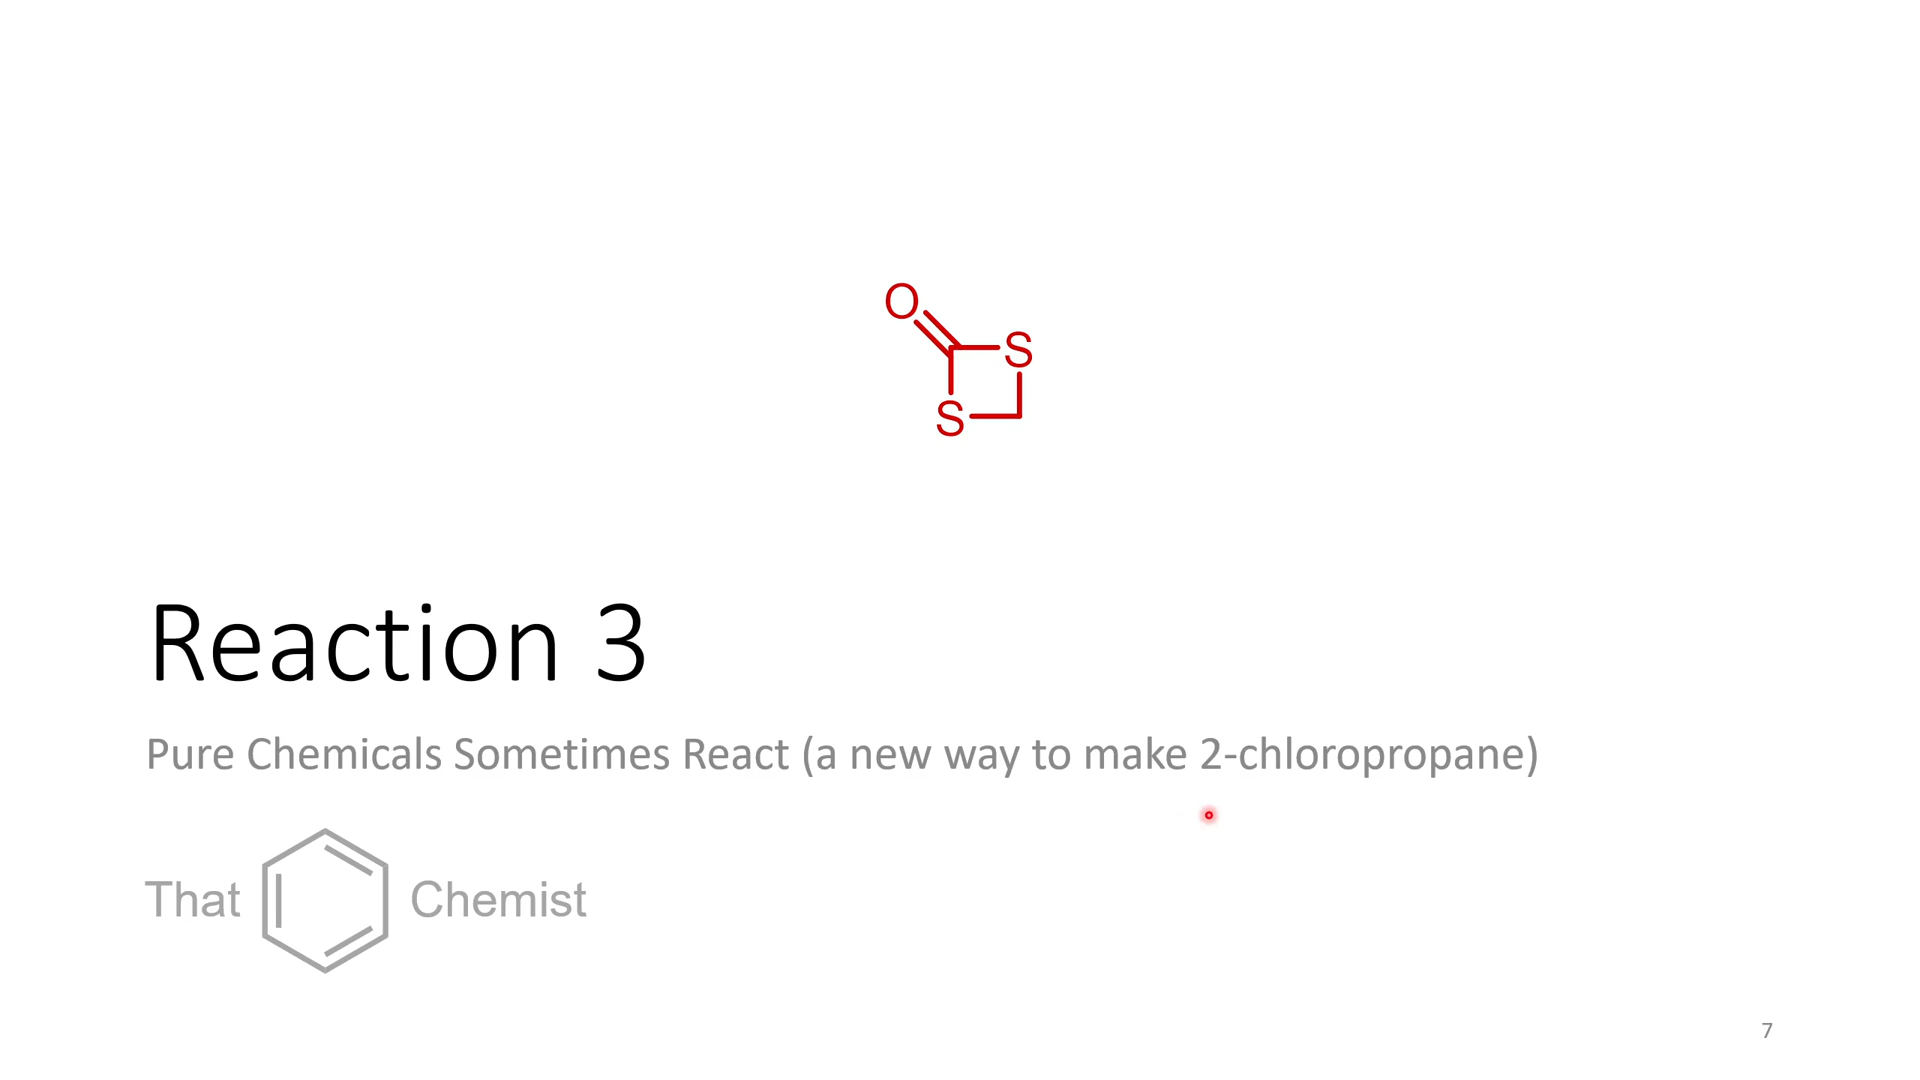 O
S
S
Reaction 3
Pure Chemicals Sometimes React (a new way to make 2-chloropropane)
That Chemist
7